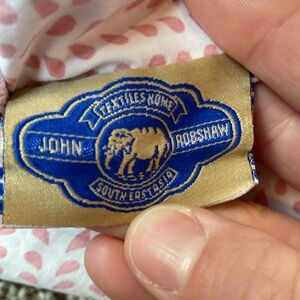 TEXTILES HOME
JOHN ROBSHAW
SOUTHEAST ASIA